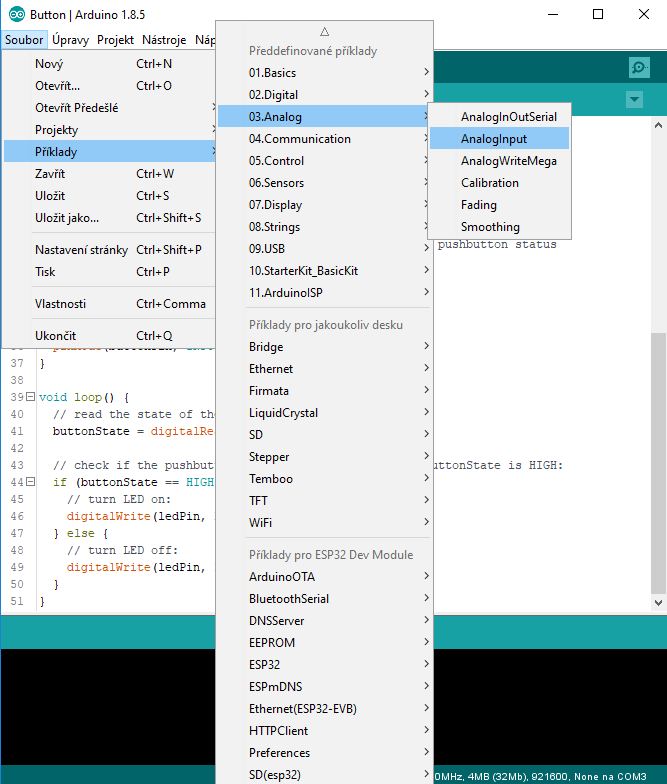 Button | Arduino 1.8.5
Soubor Úpravy Projekt Nástroje Náp
Nový Ctrl+N
Otevřít... Ctrl+O
Otevřít Předešlé
Projekty
Příklady
Zavřít Ctrl+W
Uložit Ctrl+S
Uložit jako... Ctrl+Shift+S
Nastavení stránky Ctrl+Shift+P
Tisk Ctrl+P
Vlastnosti Ctrl+Comma
Ukončit Ctrl+Q
Předdefinované příklady
01.Basics
02.Digital
03.Analog
04.Communication
05.Control
06.Sensors
07.Display
08.Strings
09.USB
10.StarterKit_BasicKit
11.ArduinoISP
Příklady pro jakoukoliv desku
Bridge
Ethernet
Firmata
LiquidCrystal
SD
Stepper
Temboo
TFT
WiFi
Příklady pro ESP32 Dev Module
ArduinoOTA
BluetoothSerial
DNSServer
EEPROM
ESP32
ESPmDNS
Ethernet(ESP32-EVB)
HTTPClient
Preferences
SD(esp32)
AnalogInOutSerial
AnalogInput
AnalogWriteMega
Calibration
Fading
Smoothing
pushbutton status
37 }
38
39 void loop() {
40 // read the state of th
41 buttonState = digitalRe
42
43 // check if the pushbut uttonState is HIGH:
44 if (buttonState == HIGH
45 // turn LED on:
46 digitalWrite(ledPin,
47 } else {
48 // turn LED off:
49 digitalWrite(ledPin,
50 }
51 }
0MHz, 4MB (32Mb), 921600, None na COM3